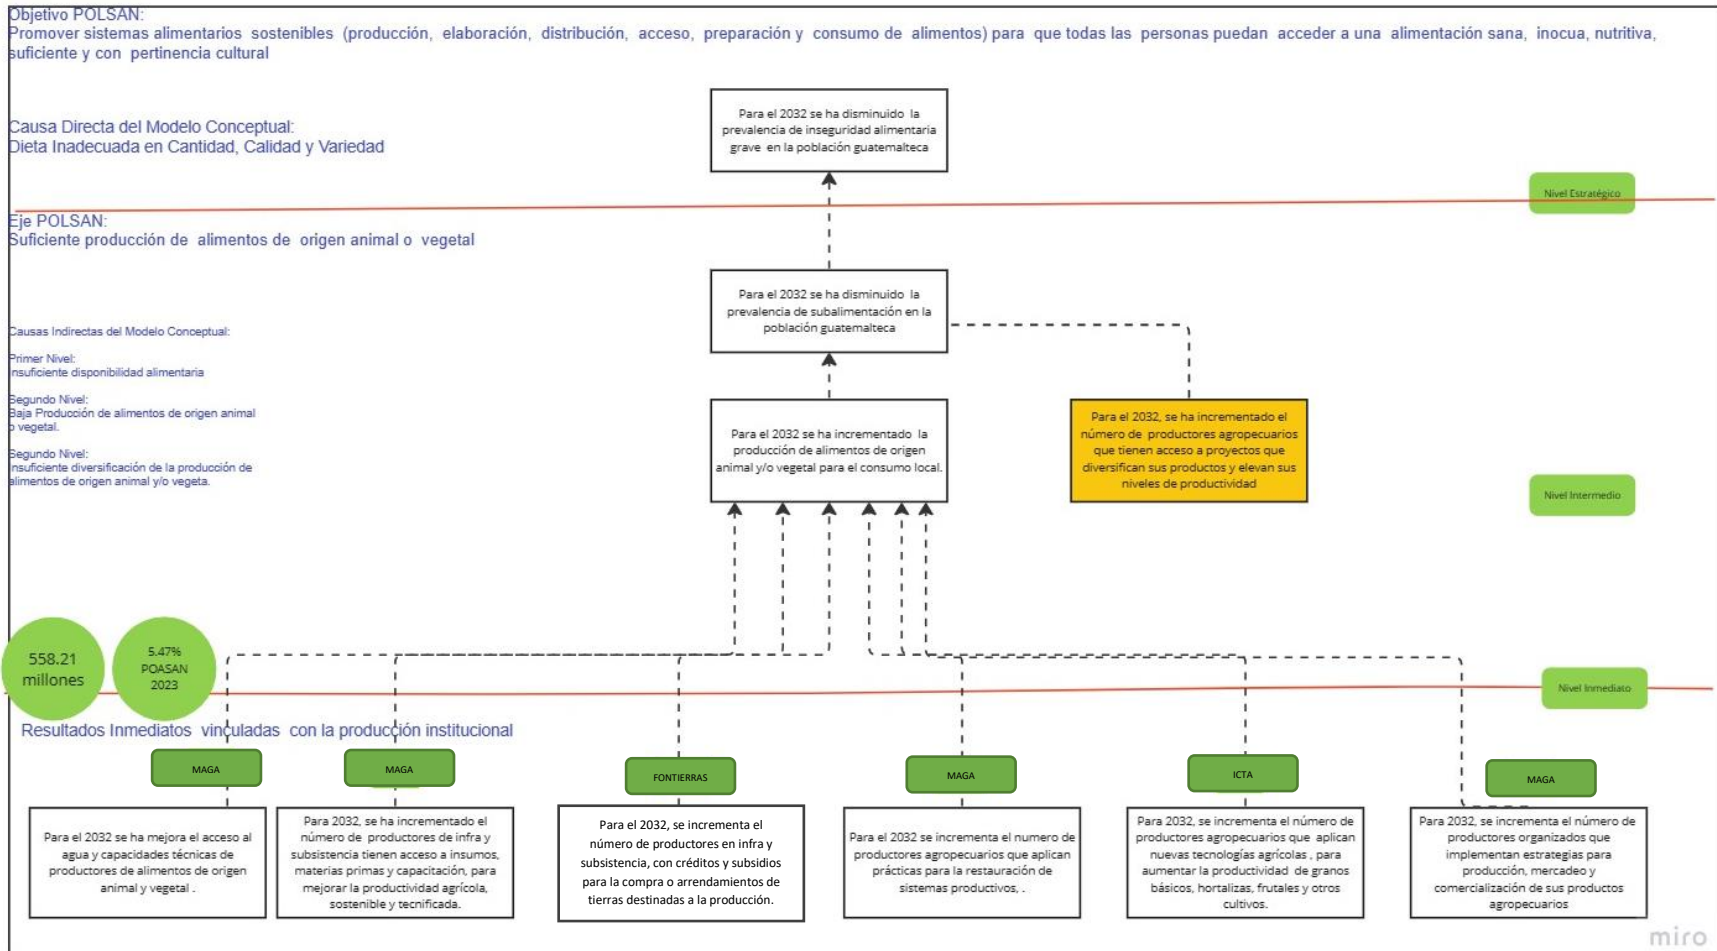 Objetivo POLSAN:
Promover sistemas alimentarios sostenibles (producción, elaboración, distribución, acceso, preparación y consumo de alimentos) para que todas las personas puedan acceder a una alimentación sana, inocua, nutritiva,
suficiente y con pertinencia cultural
Para el 2032 se ha disminuido la
prevalencia de inseguridad alimentaria
grave en la población guatemalteca
Causa Directa del Modelo Conceptual:
Dieta Inadecuada en Cantidad, Calidad y Variedad
Nivel Estratégico
Eje POLSAN:
Suficiente producción de alimentos de origen animal o vegetal
Para el 2032 se ha disminuido la
prevalencia de subalimentación en la
población guatemalteca
Causas Indirectas del Modelo Conceptual:
Primer Nivel:
Insuficiente disponibilidad alimentaria
Segundo Nivel:
Baja Producción de alimentos de origen animal
o vegetal.
Segundo Nivel:
Insuficiente diversificación de la producción de
alimentos de origen animal y/o vegeta.
Para el 2032 se ha incrementado la
producción de alimentos de origen
animal y/o vegetal para el consumo local.
Para el 2032, se ha incrementado el
número de productores agropecuarios
que tienen acceso a proyectos que
diversifican sus productos y elevan sus
niveles de productividad
Nivel Intermedio
558.21
millones
5.47%
POASAN
2023
Nivel Inmediato
Resultados Inmediatos vinculadas con la producción institucional
MAGA
MAGA
FONTIERRAS
MAGA
ICTA
MAGA
Para el 2032 se ha mejora el acceso al
agua y capacidades técnicas de
productores de alimentos de origen
animal y vegetal .
Para 2032, se ha incrementado el
número de productores de infra y
subsistencia tienen acceso a insumos,
materias primas y capacitación, para
mejorar la productividad agrícola,
sostenible y tecnificada.
Para el 2032, se incrementa el
número de productores en infra y
subsistencia, con créditos y subsidios
para la compra o arrendamientos de
tierras destinadas a la producción.
Para el 2032 se incrementa el numero de
productores agropecuarios que aplican
prácticas para la restauración de
sistemas productivos, .
Para 2032, se incrementa el número de
productores agropecuarios que aplican
nuevas tecnologías agrícolas , para
aumentar la productividad de granos
básicos, hortalizas, frutales y otros
cultivos.
Para 2032, se incrementa el número de
productores organizados que
implementan estrategias para
producción, mercadeo y
comercialización de sus productos
agropecuarios
miro